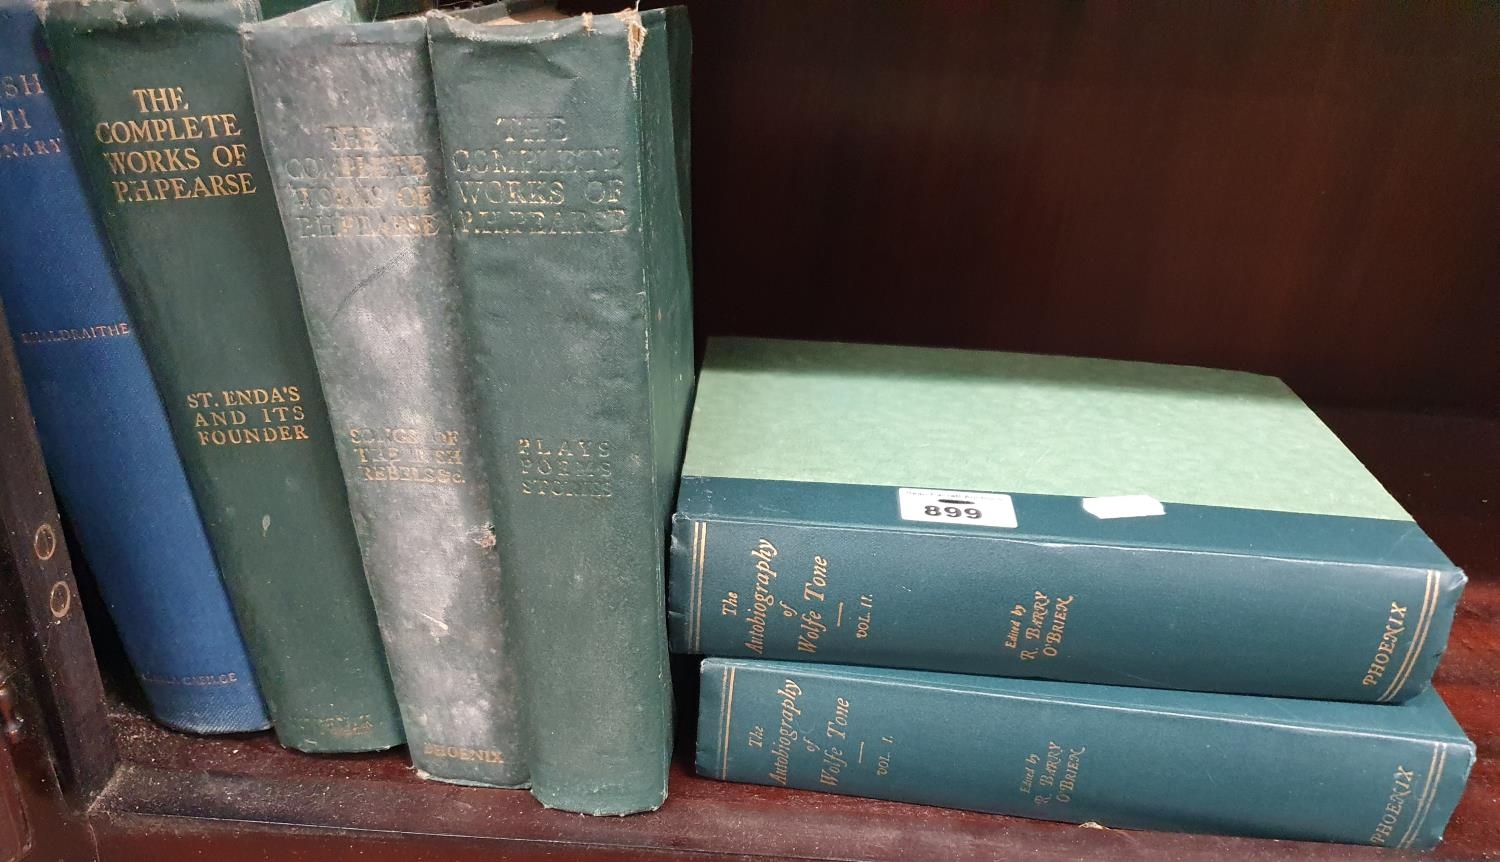 THE
COMPLETE
WORKS OF
P.H.PEARSE
ST. ENDA'S
AND ITS
FOUNDER
THE
COMPLETE
WORKS OF
P.H.PEARSE
SONGS OF
THE IRISH
REBELS &c.
PHOENIX
THE
COMPLETE
WORKS OF
P.H.PEARSE
PLAYS
POEMS
STORIES
899
The
Autobiography
of
Wolfe Tone
VOL. II.
Edited by
R. BARRY
O'BRIEN
PHOENIX
The
Autobiography
of
Wolfe Tone
VOL. I.
Edited by
R. BARRY
O'BRIEN
PHOENIX